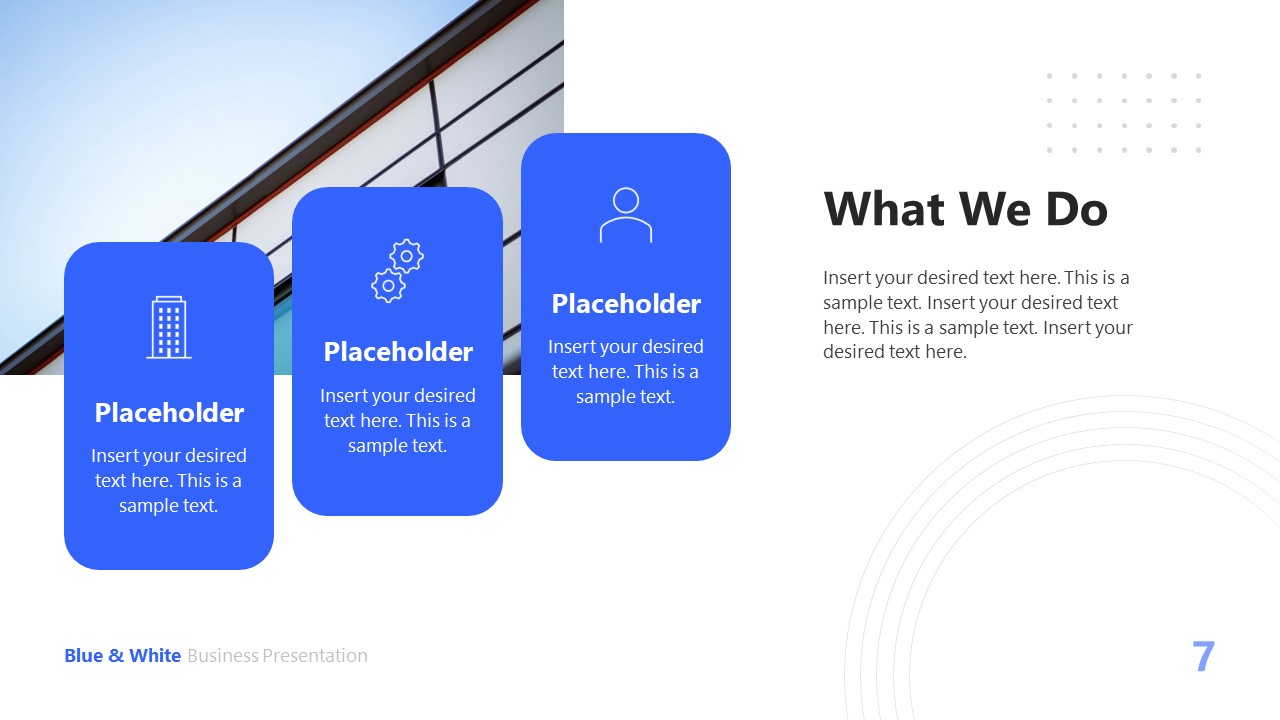 Placeholder
Insert your desired
text here. This is a
sample text.
Placeholder
Insert your desired
text here. This is a
sample text.
Placeholder
Insert your desired
text here. This is a
sample text.
What We Do
Insert your desired text here. This is a
sample text. Insert your desired text
here. This is a sample text. Insert your
desired text here.
Blue & White Business Presentation
7